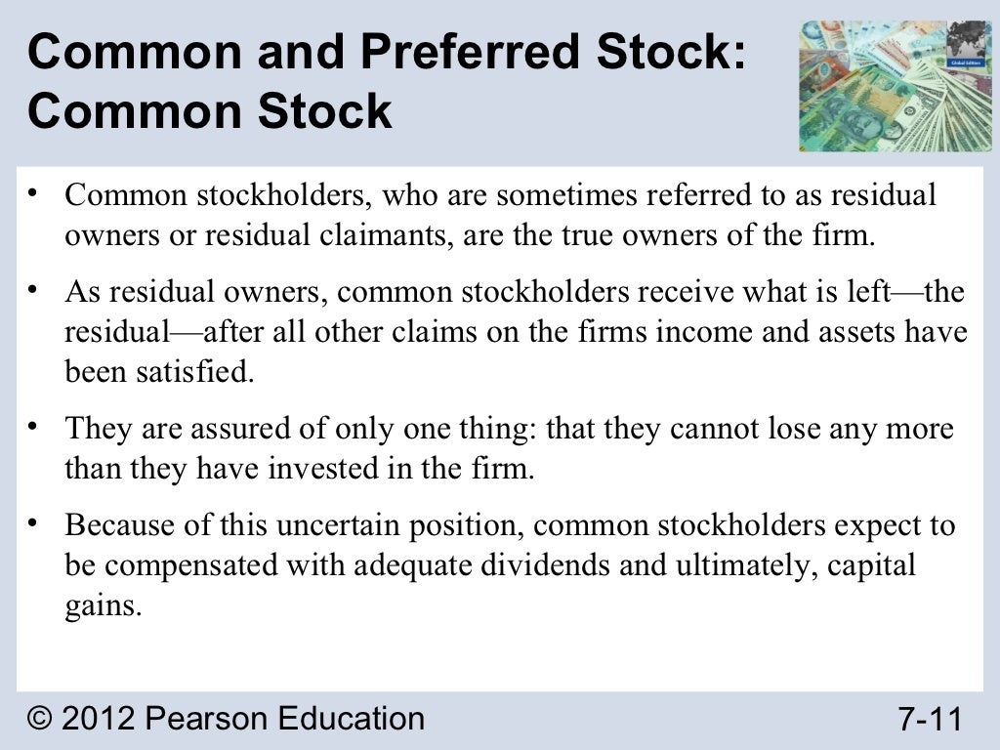 Common and Preferred Stock:
Common Stock
Global Edition
• Common stockholders, who are sometimes referred to as residual
owners or residual claimants, are the true owners of the firm.
• As residual owners, common stockholders receive what is left—the
residual—after all other claims on the firms income and assets have
been satisfied.
• They are assured of only one thing: that they cannot lose any more
than they have invested in the firm.
• Because of this uncertain position, common stockholders expect to
be compensated with adequate dividends and ultimately, capital
gains.
© 2012 Pearson Education
7-11